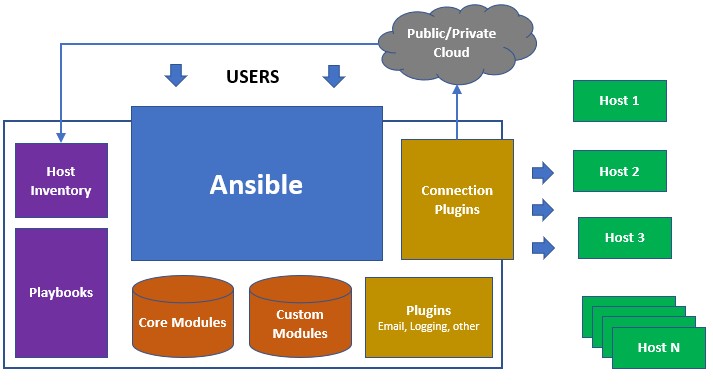 Public/Private
Cloud
USERS
Host 1
Host
Inventory
Ansible
Connection
Plugins
Host 2
Host 3
Playbooks
Core Modules
Custom
Modules
Plugins
Email, Logging, other
Host N